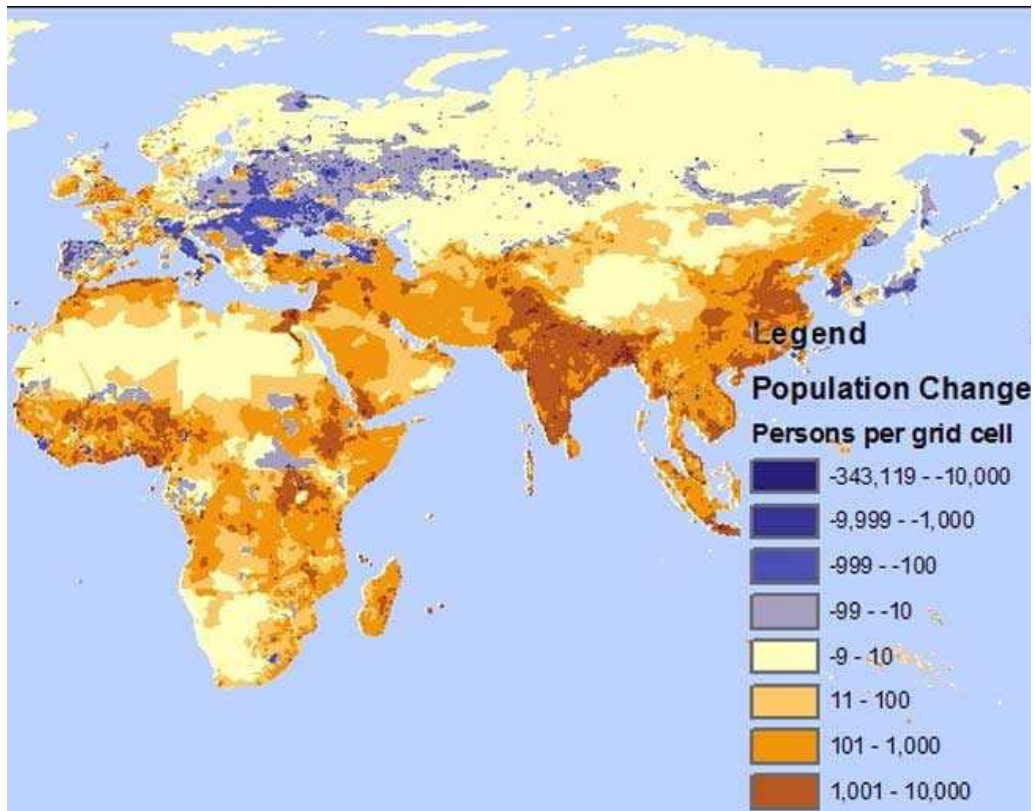 Legend
Population Change
Persons per grid cell
-343,119 - -10,000
-9,999 - -1,000
-999 - -100
-99 - -10
-9 - 10
11 - 100
101 - 1,000
1,001 - 10,000